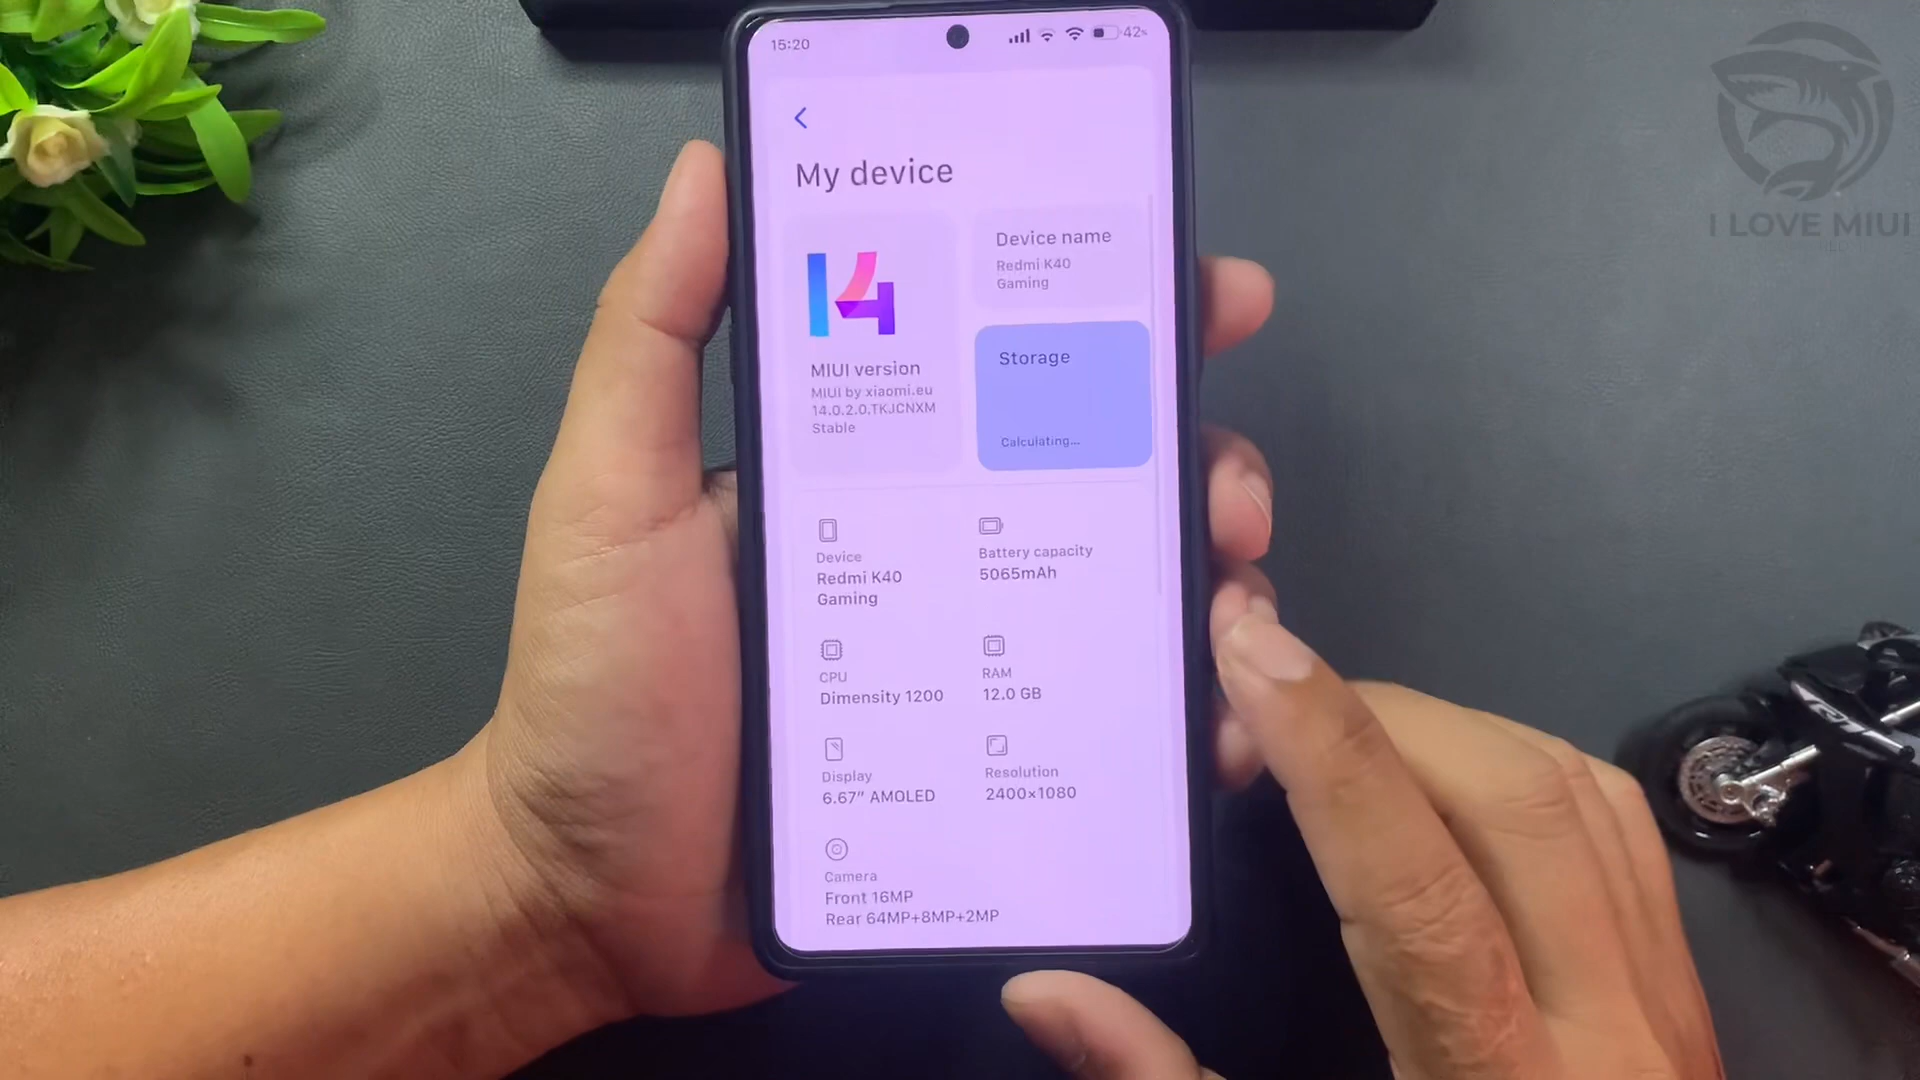 15:20
42%
My device
Device name
Redmi K40
Gaming
14
MIUI version
MIUI by xiaomi.eu
14.0.2.0.TKJCNXM
Stable
Storage
Calculating...
Device
Redmi K40
Gaming
Battery capacity
5065mAh
CPU
Dimensity 1200
RAM
12.0 GB
Display
6.67” AMOLED
Resolution
2400×1080
Camera
Front 16MP
Rear 64MP+8MP+2MP
I LOVE MIUI
R1